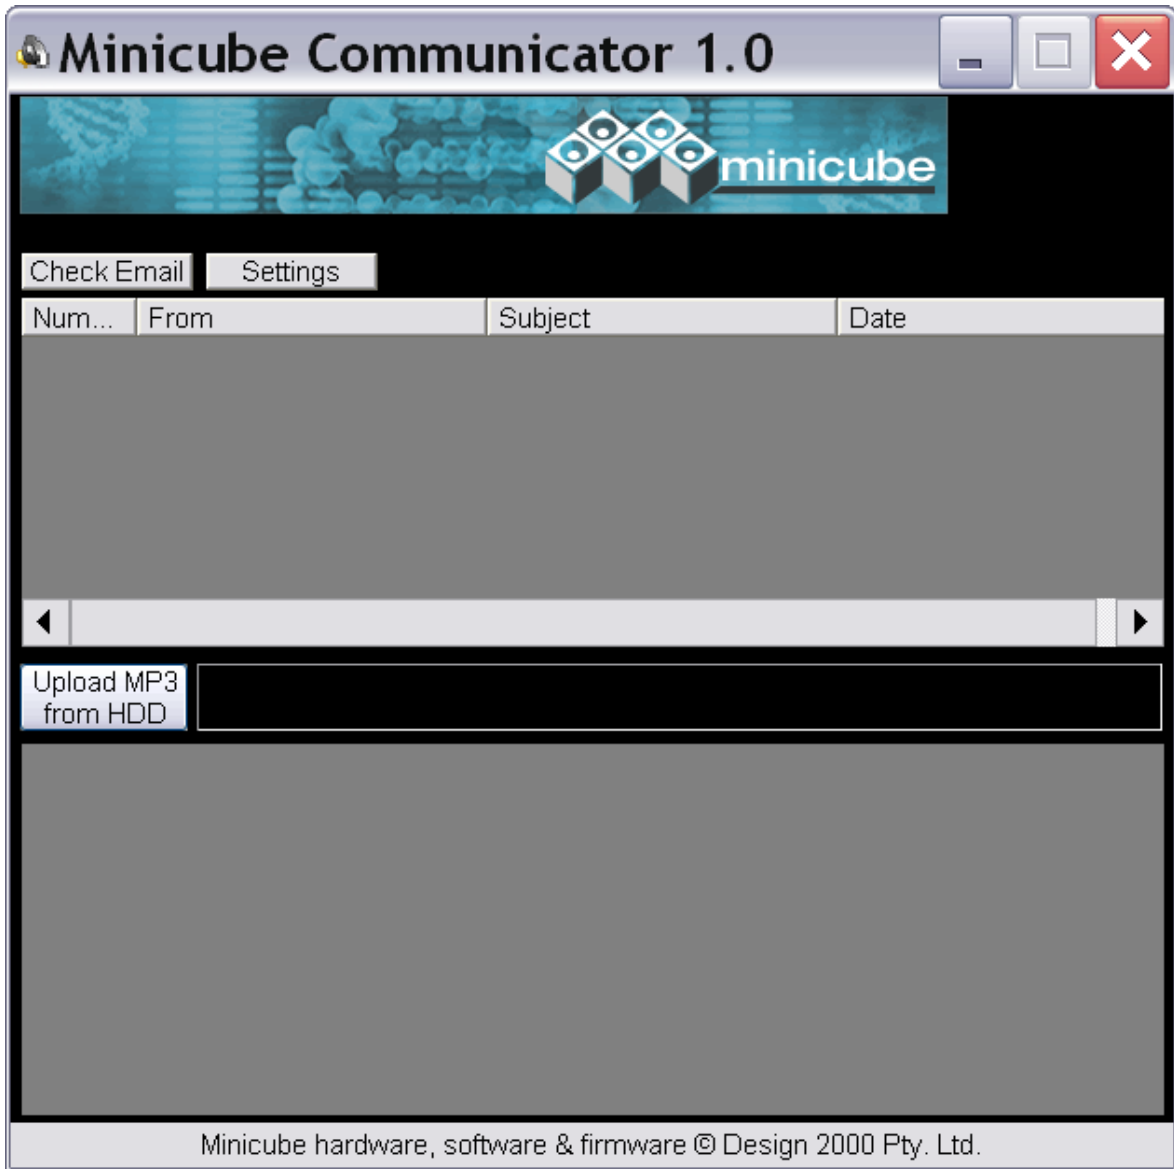 Minicube Communicator 1.0
minicube
Check Email Settings
Num... From Subject Date
Upload MP3
from HDD
Minicube hardware, software & firmware © Design 2000 Pty. Ltd.